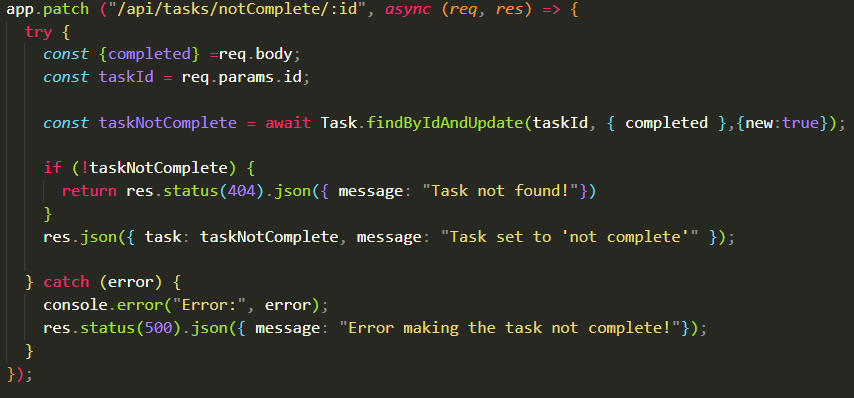 app.patch ("/api/tasks/notComplete/:id", async (req, res) => {
  try {
    const {completed} =req.body;
    const taskId = req.params.id;

    const taskNotComplete = await Task.findByIdAndUpdate(taskId, { completed },{new:true});

    if (!taskNotComplete) {
      return res.status(404).json({ message: "Task not found!"})
    }
    res.json({ task: taskNotComplete, message: "Task set to 'not complete'" });

  } catch (error) {
    console.error("Error:", error);
    res.status(500).json({ message: "Error making the task not complete!"});
  }
});